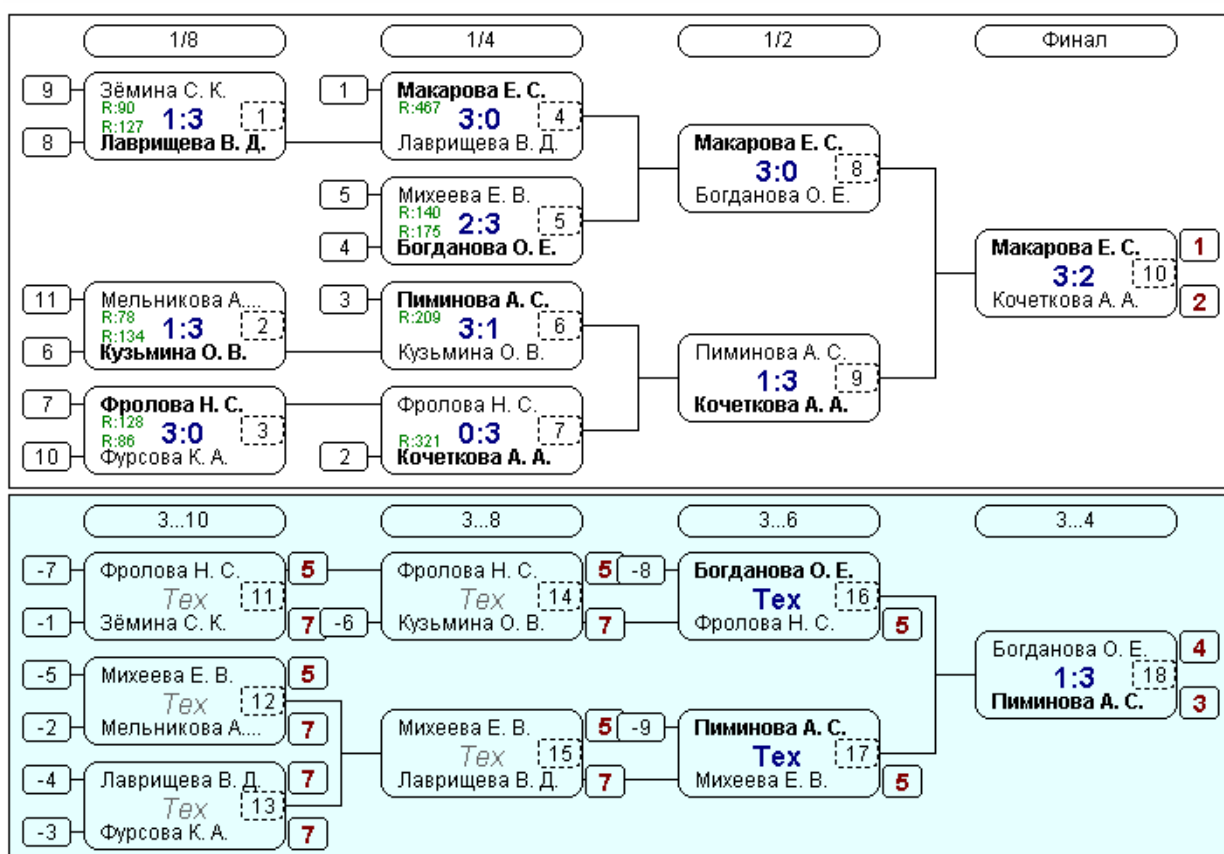 1/8
1/4
1/2
Финал
9
Зёмина С. К.
R:90
R:127
1:3
1
8
Лаврищева В. Д.
1
Макарова Е. С.
R:467
3:0
4
Лаврищева В. Д.
5
Михеева Е. В.
R:140
R:175
2:3
5
4
Богданова О. Е.
Макарова Е. С.
3:0
8
Богданова О. Е.
Макарова Е. С.
1
3:2
10
Кочеткова А. А.
2
11
Мельникова А....
R:78
R:134
1:3
2
6
Кузьмина О. В.
3
Пиминова А. С.
R:209
3:1
6
Кузьмина О. В.
7
Фролова Н. С.
R:128
R:86
3:0
3
10
Фурсова К. А.
Фролова Н. С.
R:321
0:3
7
2
Кочеткова А. А.
Пиминова А. С.
1:3
9
Кочеткова А. А.
3...10
3...8
3...6
3...4
-7
Фролова Н. С.
5
Тех
11
-1
Зёмина С. К.
7
Фролова Н. С.
5
Тех
14
-6
Кузьмина О. В.
7
-8
Богданова О. Е.
Тех
16
Фролова Н. С.
5
-5
Михеева Е. В.
5
Тех
12
-2
Мельникова А....
7
-4
Лаврищева В. Д.
7
Тех
13
-3
Фурсова К. А.
7
Михеева Е. В.
5
Тех
15
Лаврищева В. Д.
7
-9
Пиминова А. С.
Тех
17
Михеева Е. В.
5
Богданова О. Е.
4
1:3
18
Пиминова А. С.
3